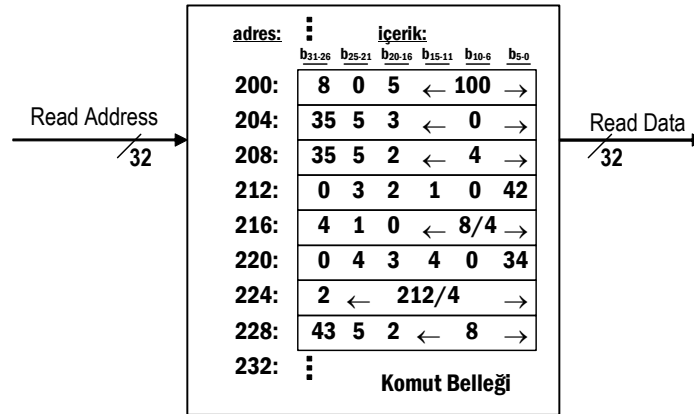 adres: ⋮ içerik:
b31-26 b25-21 b20-16 b15-11 b10-6 b5-0
200: 8 0 5 ← 100 →
204: 35 5 3 ← 0 →
Read Address
32
Read Data
32
208: 35 5 2 ← 4 →
212: 0 3 2 1 0 42
216: 4 1 0 ← 8/4 →
220: 0 4 3 4 0 34
224: 2 ← 212/4 →
228: 43 5 2 ← 8 →
232: ⋮
Komut Belleği